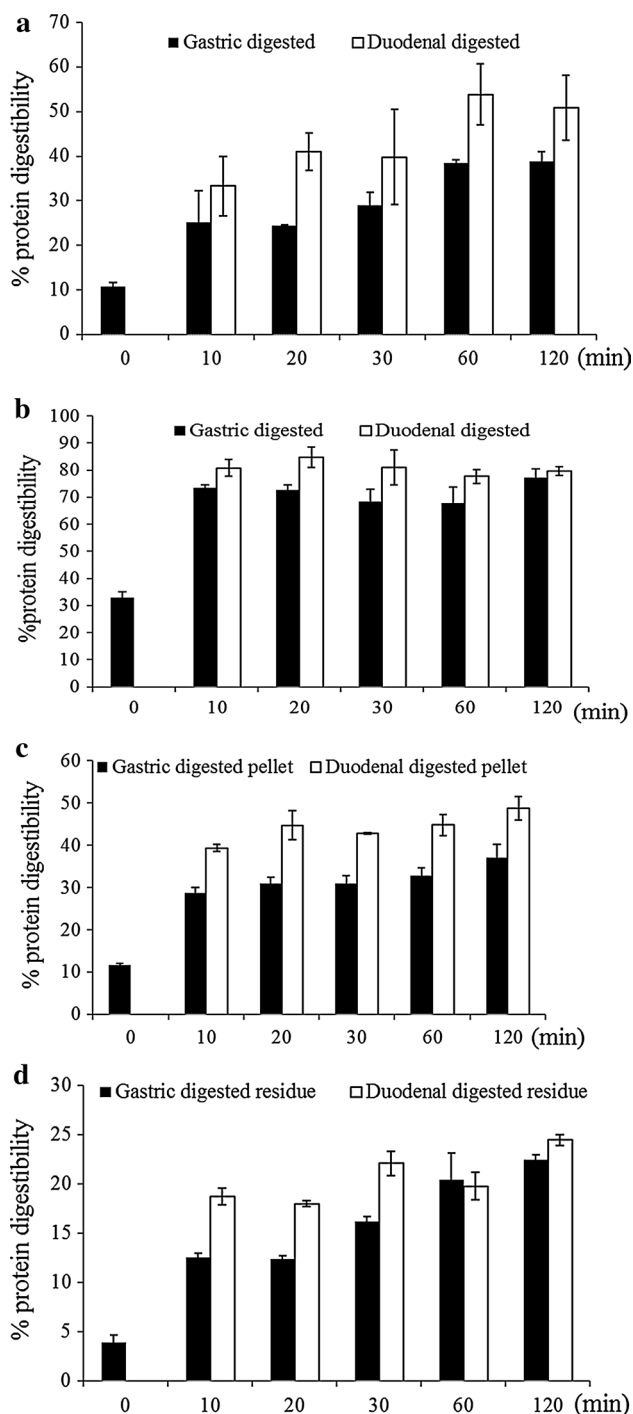 a
% protein digestibility
70
60
50
40
30
20
10
0
Gastric digested Duodenal digested
0 10 20 30 60 120 (min)
b
%protein digestibility
100
90
80
70
60
50
40
30
20
10
0
Gastric digested Duodenal digested
0 10 20 30 60 120 (min)
c
% protein digestibility
60
50
40
30
20
10
0
Gastric digested pellet Duodenal digested pellet
0 10 20 30 60 120 (min)
d
% protein digestibility
30
25
20
15
10
5
0
Gastric digested residue Duodenal digested residue
0 10 20 30 60 120 (min)